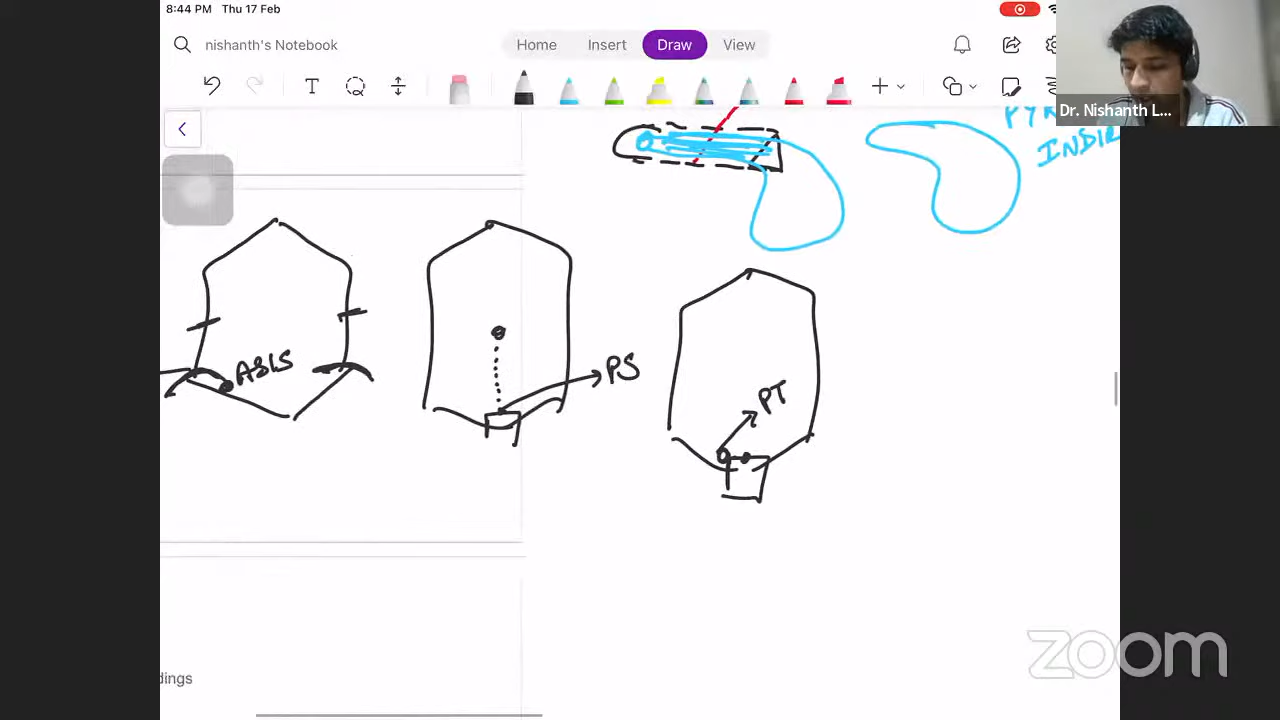 8:44 PM Thu 17 Feb
nishanth's Notebook
Home Insert Draw View
T
Dr. Nishanth L...
INDIR
ASIS
PS
PT
zoom
dings